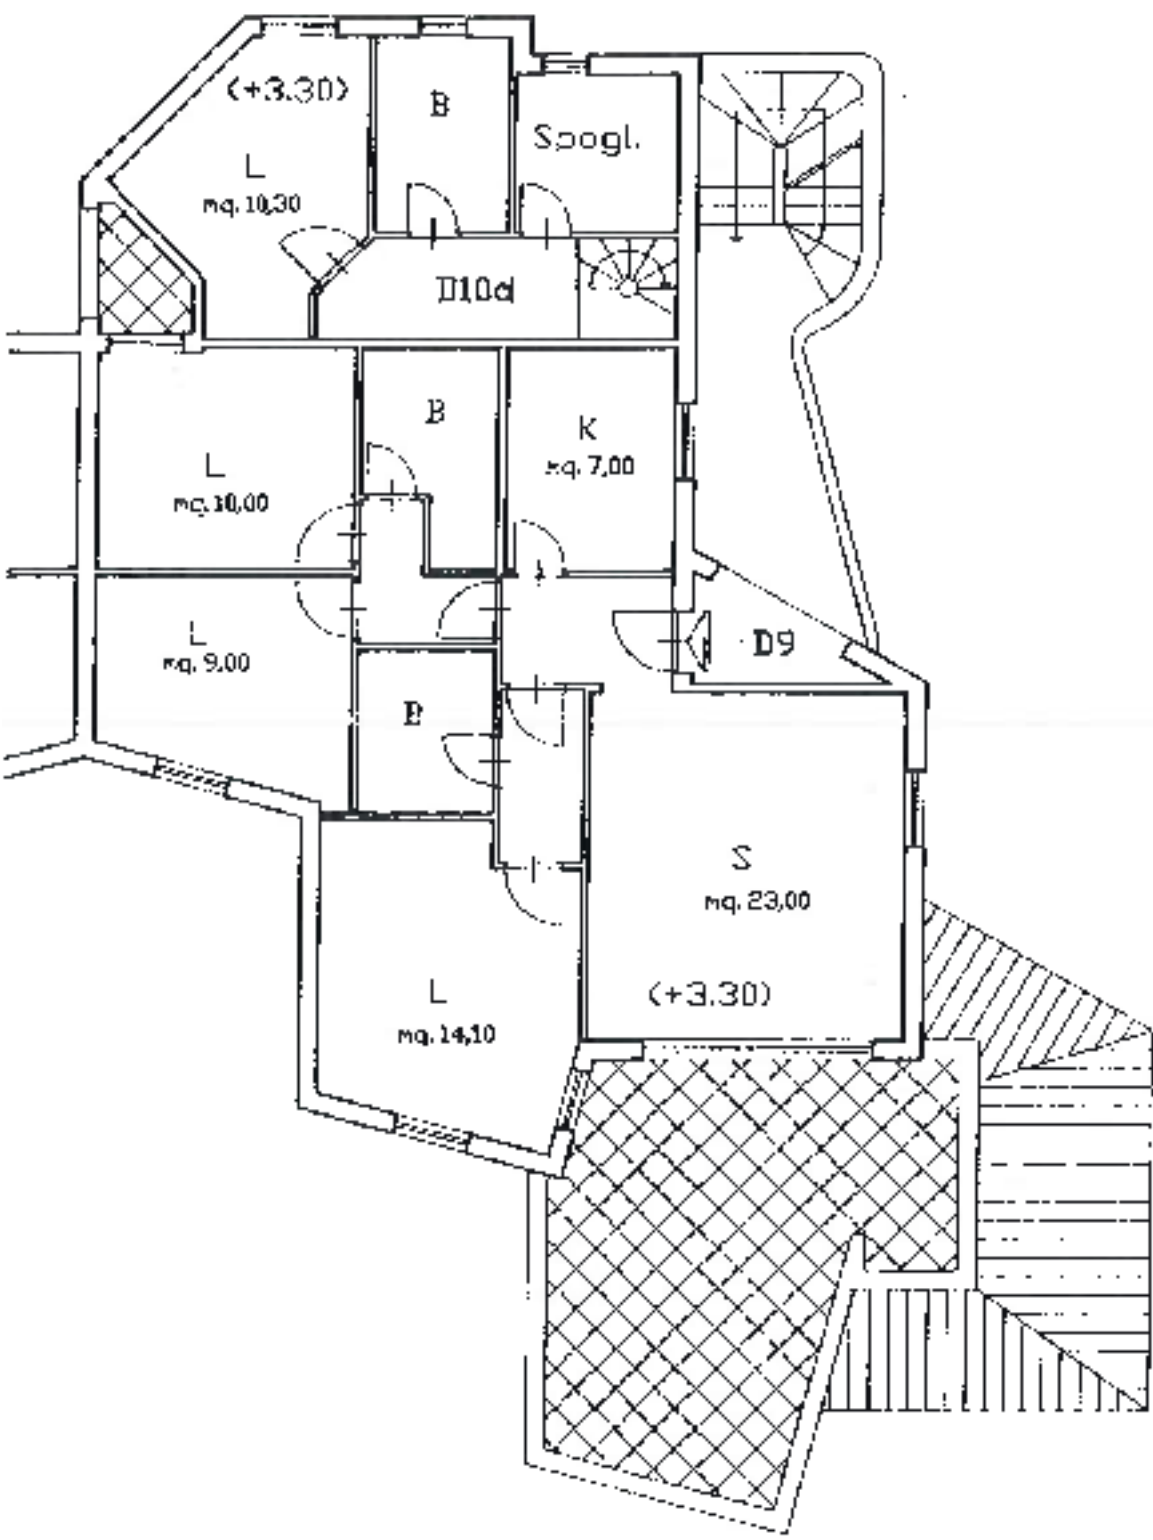 (+3.30)
B
Spogl.
L
mq. 10,30
D10a
B
K
mq. 7,00
L
mq. 10,00
L
mq. 9,00
D9
B
S
mq. 23,00
L
(+3.30)
mq. 14,10